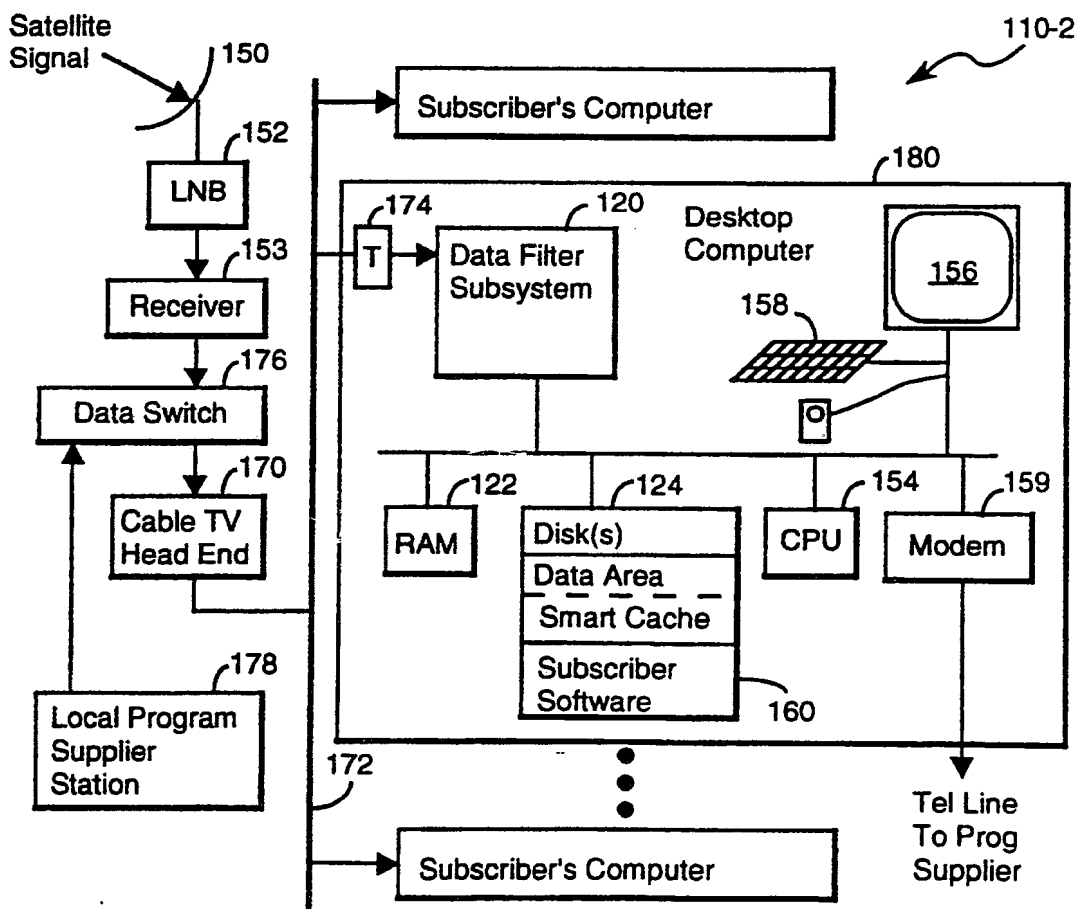 Satellite
Signal
150
110-2
Subscriber's Computer
152
LNB
180
174
T
120
Data Filter
Subsystem
Desktop
Computer
156
153
Receiver
158
176
Data Switch
170
Cable TV
Head End
122
RAM
124
Disk(s)
Data Area
Smart Cache
Subscriber
Software
160
154
CPU
159
Modem
178
Local Program
Supplier
Station
172
Tel Line
To Prog
Supplier
Subscriber's Computer